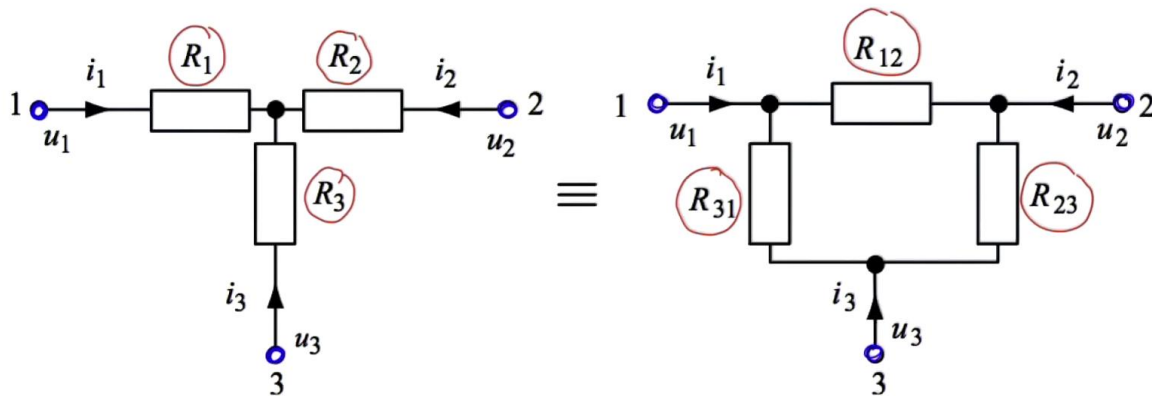 R₁ R₂ R₁₂
i₁ i₂ i₁ i₂
1 2 1 2
u₁ u₂ u₁ u₂
R₃ ≡ R₃₁ R₂₃
i₃ i₃
u₃ u₃
3 3